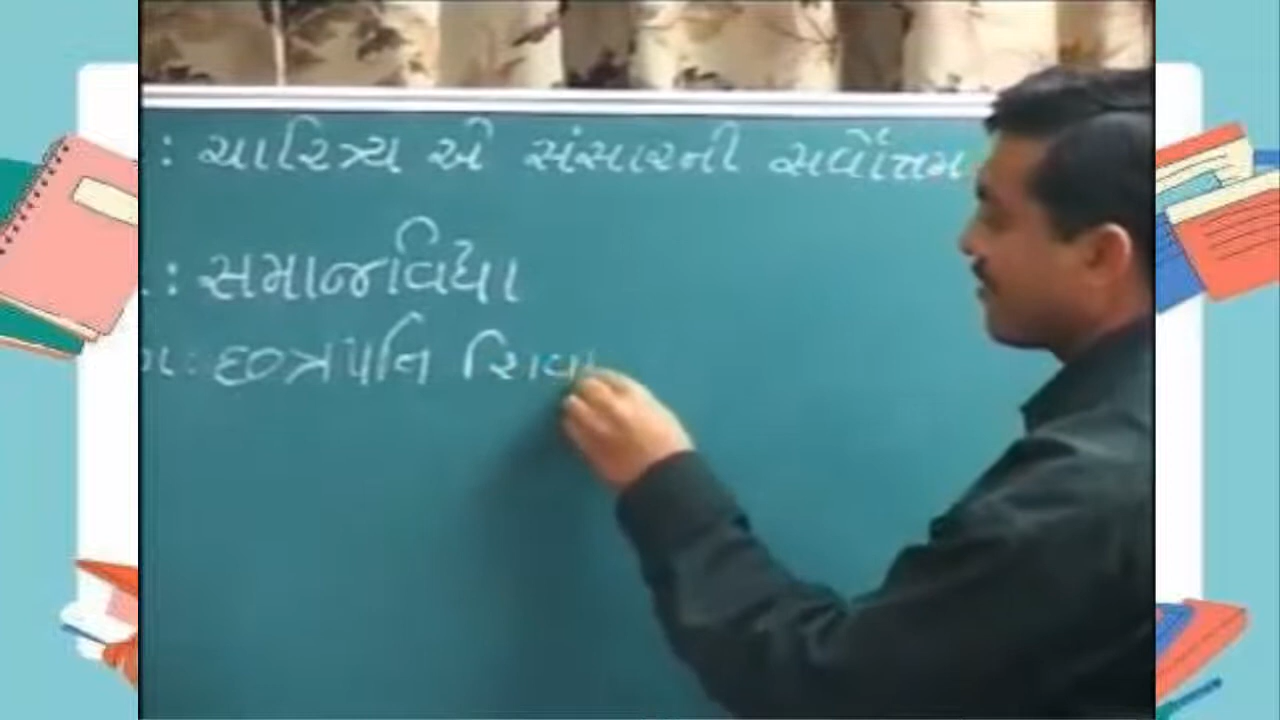 : ચારિત્ર્ય એ સંસારની સર્વોત્તમ
: સમાજવિદ્યા
: છત્રપતિ શિવા